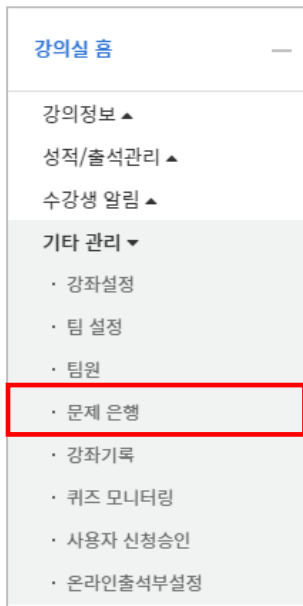 강의실 홈 —
강의정보 ▲
성적/출석관리 ▲
수강생 알림 ▲
기타 관리 ▼
· 강좌설정
· 팀 설정
· 팀원
· 문제 은행
· 강좌기록
· 퀴즈 모니터링
· 사용자 신청승인
· 온라인출석부설정